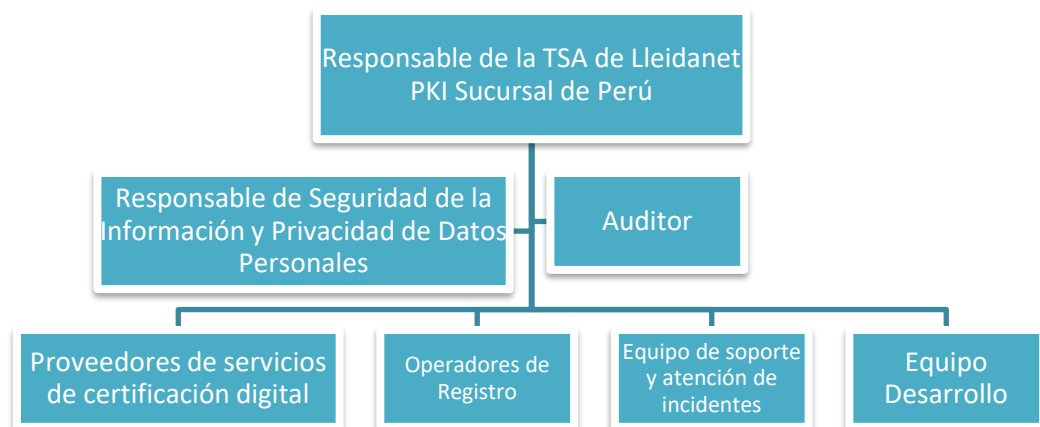 Responsable de la TSA de Lleidanet
PKI Sucursal de Perú
Responsable de Seguridad de la
Información y Privacidad de Datos
Personales
Auditor
Proveedores de servicios
de certificación digital
Operadores de
Registro
Equipo de soporte
y atención de
incidentes
Equipo
Desarrollo